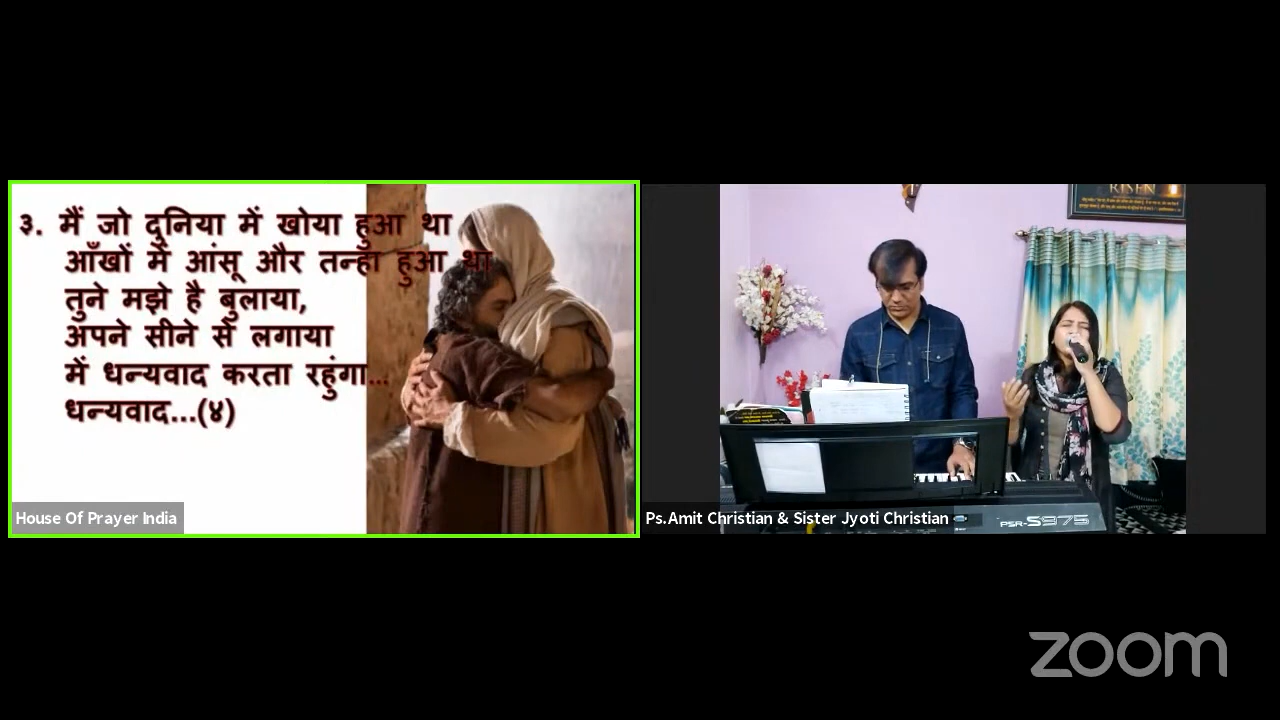 ३. मैं जो दुनिया में खोया हुआ था
आँखों में आंसू और तन्हा हुआ था
तुने मझे है बुलाया,
अपने सीने से लगाया
में धन्यवाद करता रहुंगा...
धन्यवाद...(४)
House Of Prayer India
RISEN
Ps.Amit Christian & Sister Jyoti Christian
PSR-S975
zoom